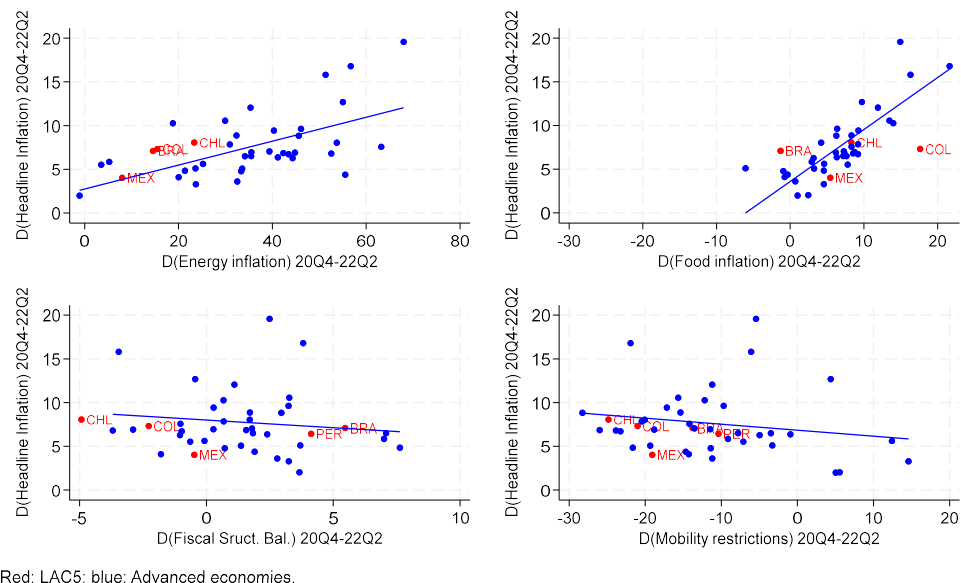 D(Headline Inflation) 20Q4-22Q2
20
15
10
5
0
CHL
COL
BRA
MEX
0 20 40 60 80
D(Energy inflation) 20Q4-22Q2
D(Headline Inflation) 20Q4-22Q2
20
15
10
5
0
BRA
CHL
COL
MEX
-30 -20 -10 0 10 20
D(Food inflation) 20Q4-22Q2
D(Headline Inflation) 20Q4-22Q2
20
15
10
5
0
CHL
COL
BRA
PER
MEX
-5 0 5 10
D(Fiscal Sruct. Bal.) 20Q4-22Q2
D(Headline Inflation) 20Q4-22Q2
20
15
10
5
0
CHL
COL
BRA
PER
MEX
-30 -20 -10 0 10 20
D(Mobility restrictions) 20Q4-22Q2
Red: LAC5: blue: Advanced economies.